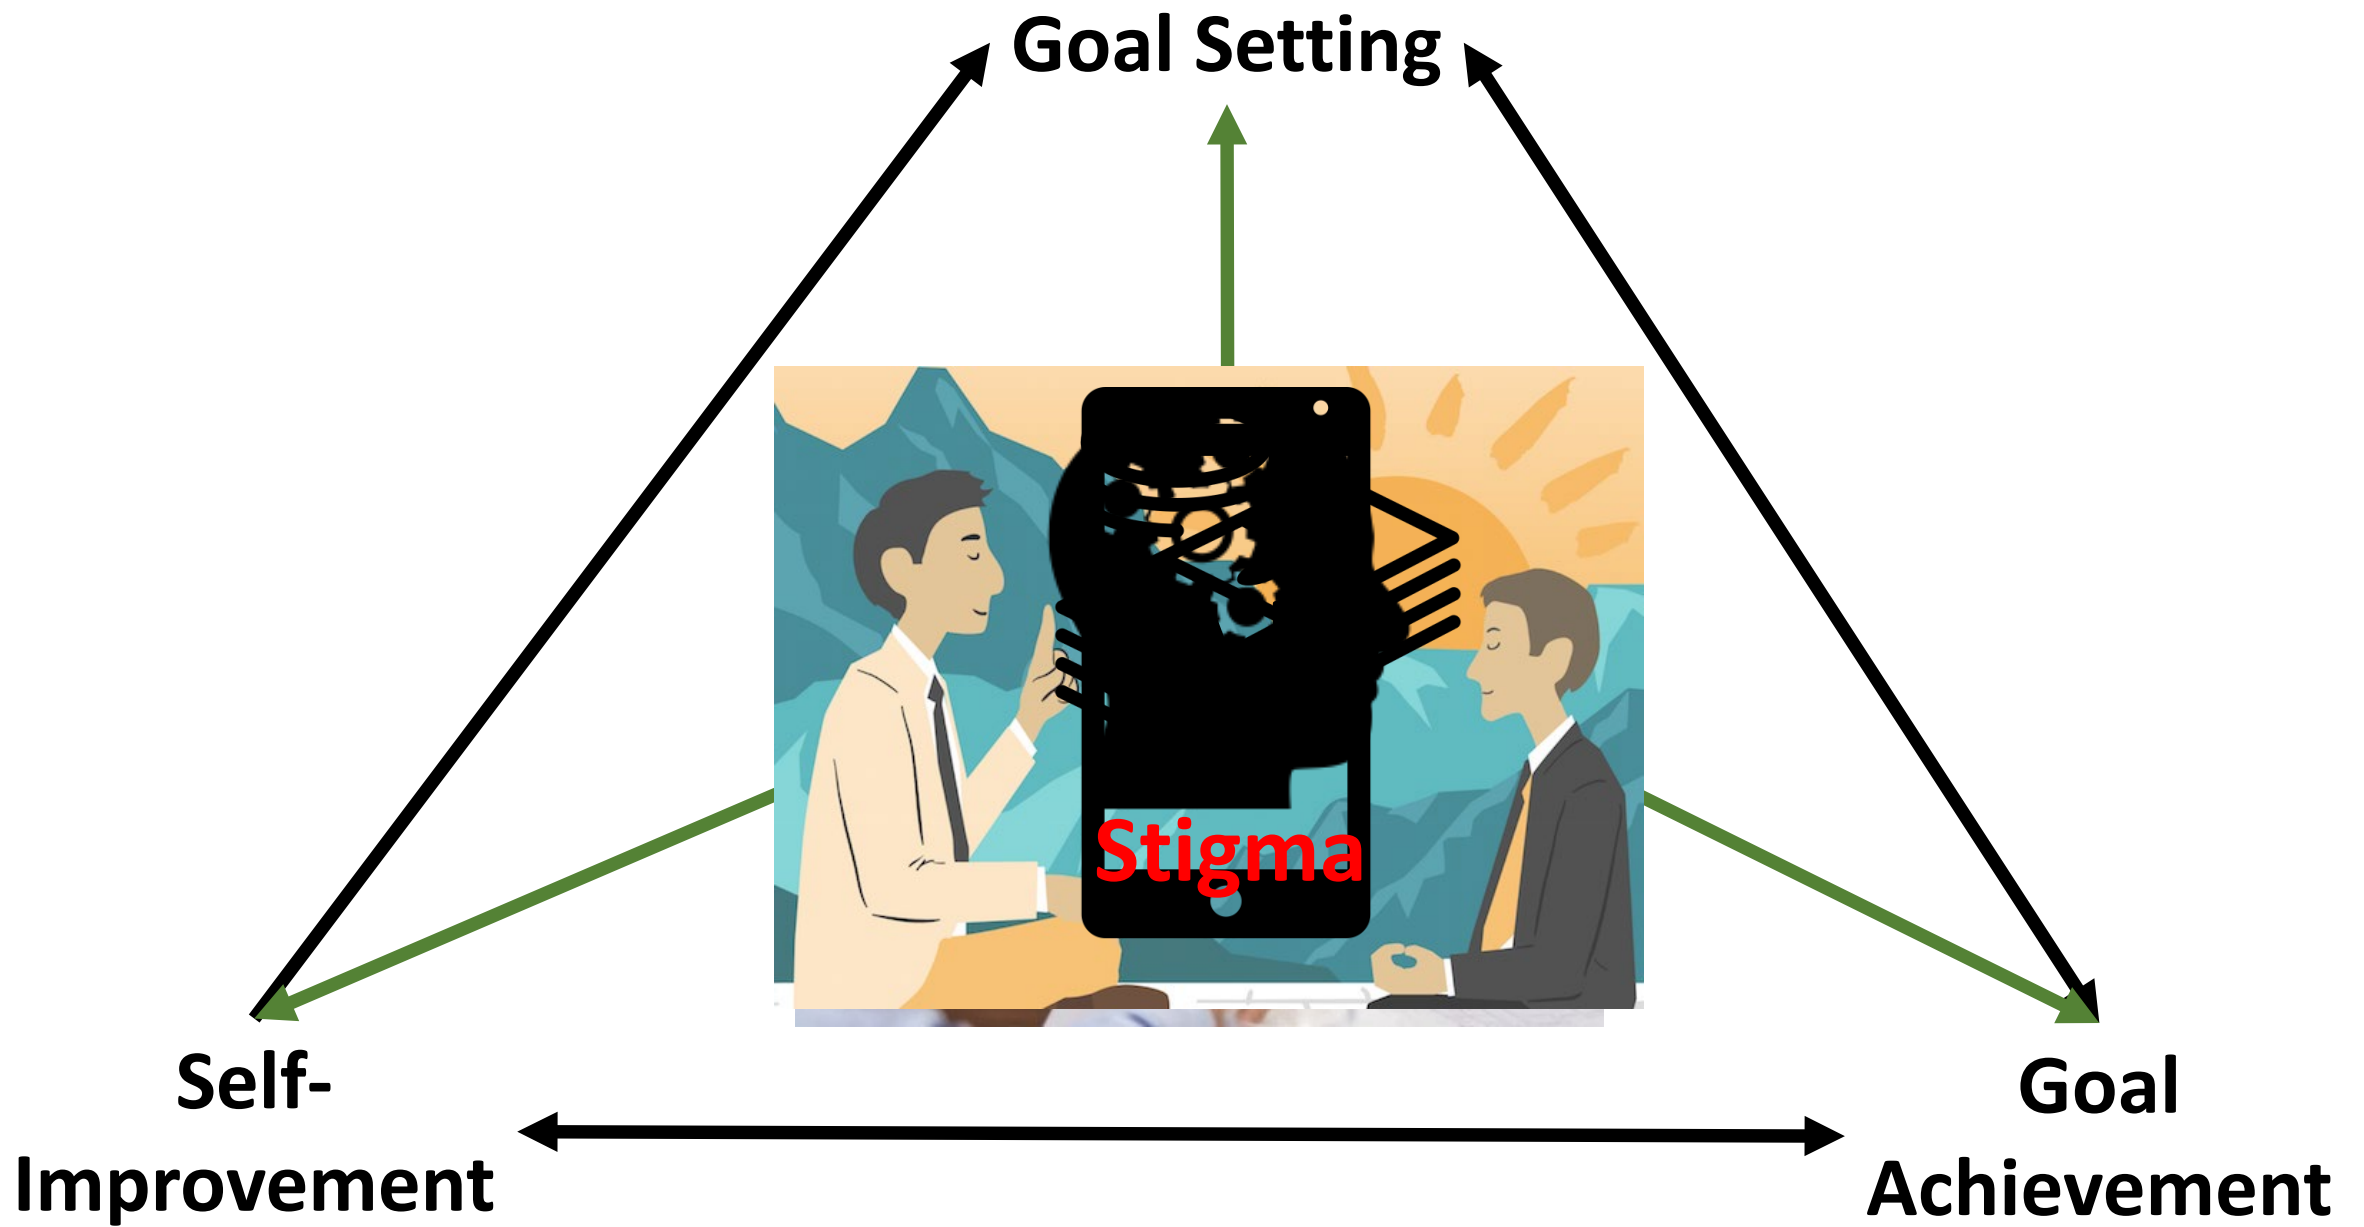 Goal Setting
Stigma
Self-
Improvement
Goal
Achievement